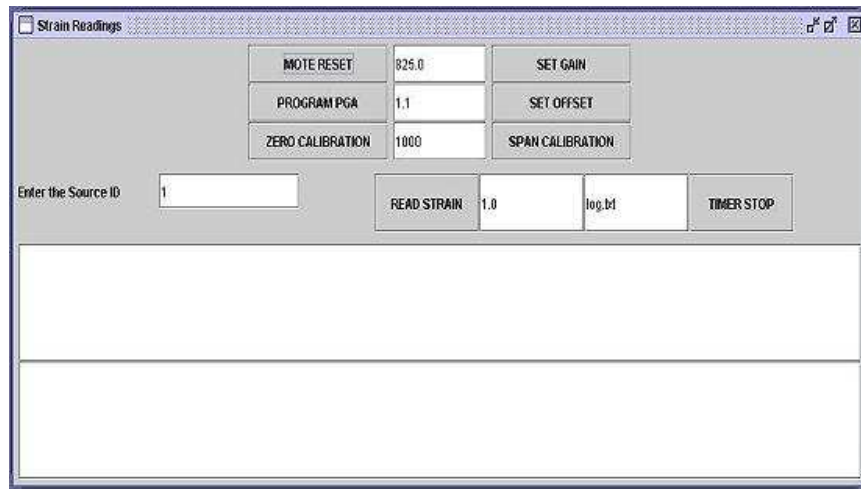 Strain Readings
MOTE RESET 825.0 SET GAIN
PROGRAM PGA 1.1 SET OFFSET
ZERO CALIBRATION 1000 SPAN CALIBRATION
Enter the Source ID 1 READ STRAIN 1.0 log.txt TIMER STOP